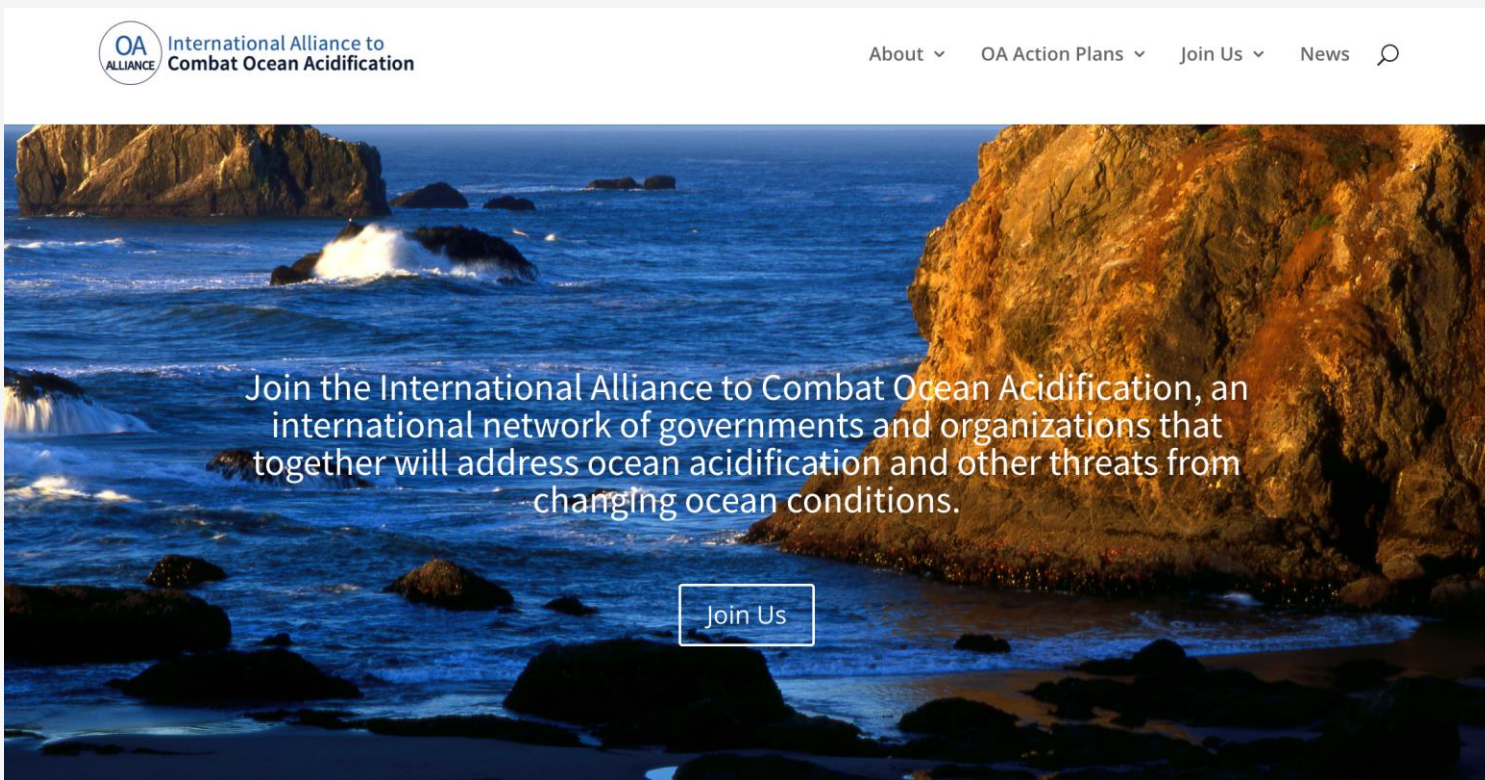 OA
ALLIANCE
International Alliance to
Combat Ocean Acidification
About
OA Action Plans
Join Us
News
Join the International Alliance to Combat Ocean Acidification, an
international network of governments and organizations that
together will address ocean acidification and other threats from
changing ocean conditions.
Join Us